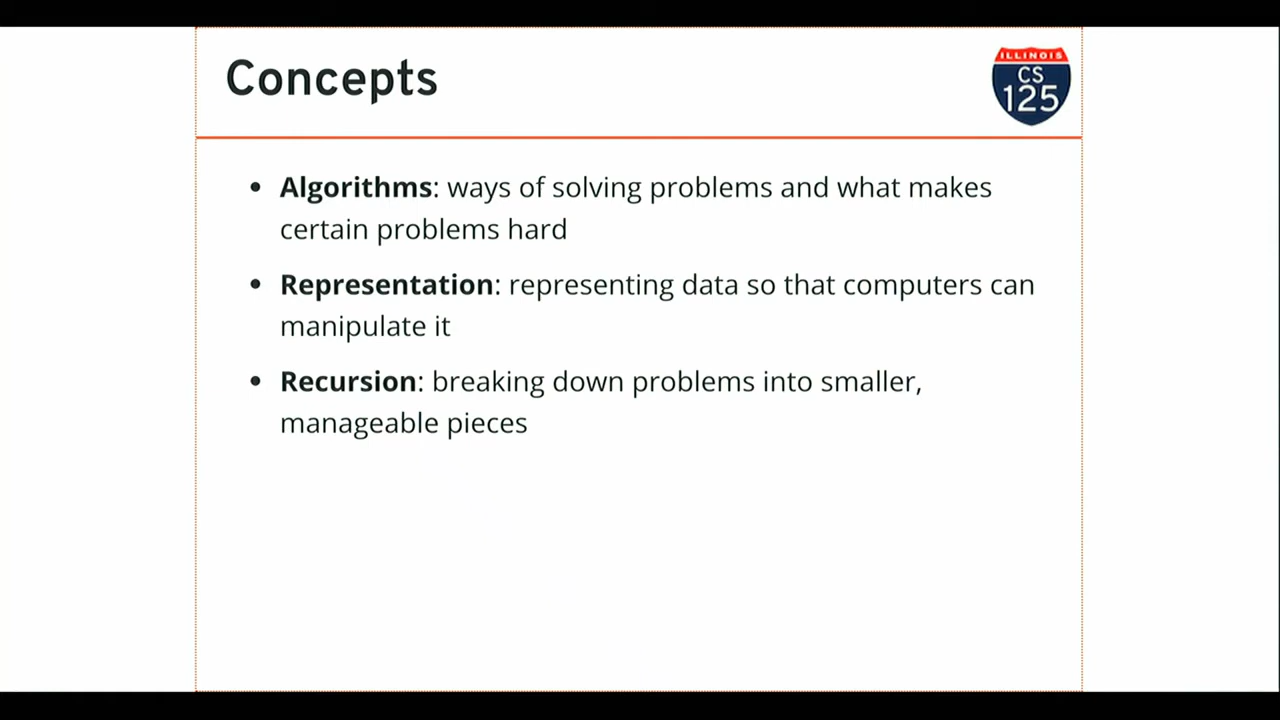 Concepts
ILLINOIS
CS
125
• Algorithms: ways of solving problems and what makes
certain problems hard
• Representation: representing data so that computers can
manipulate it
• Recursion: breaking down problems into smaller,
manageable pieces